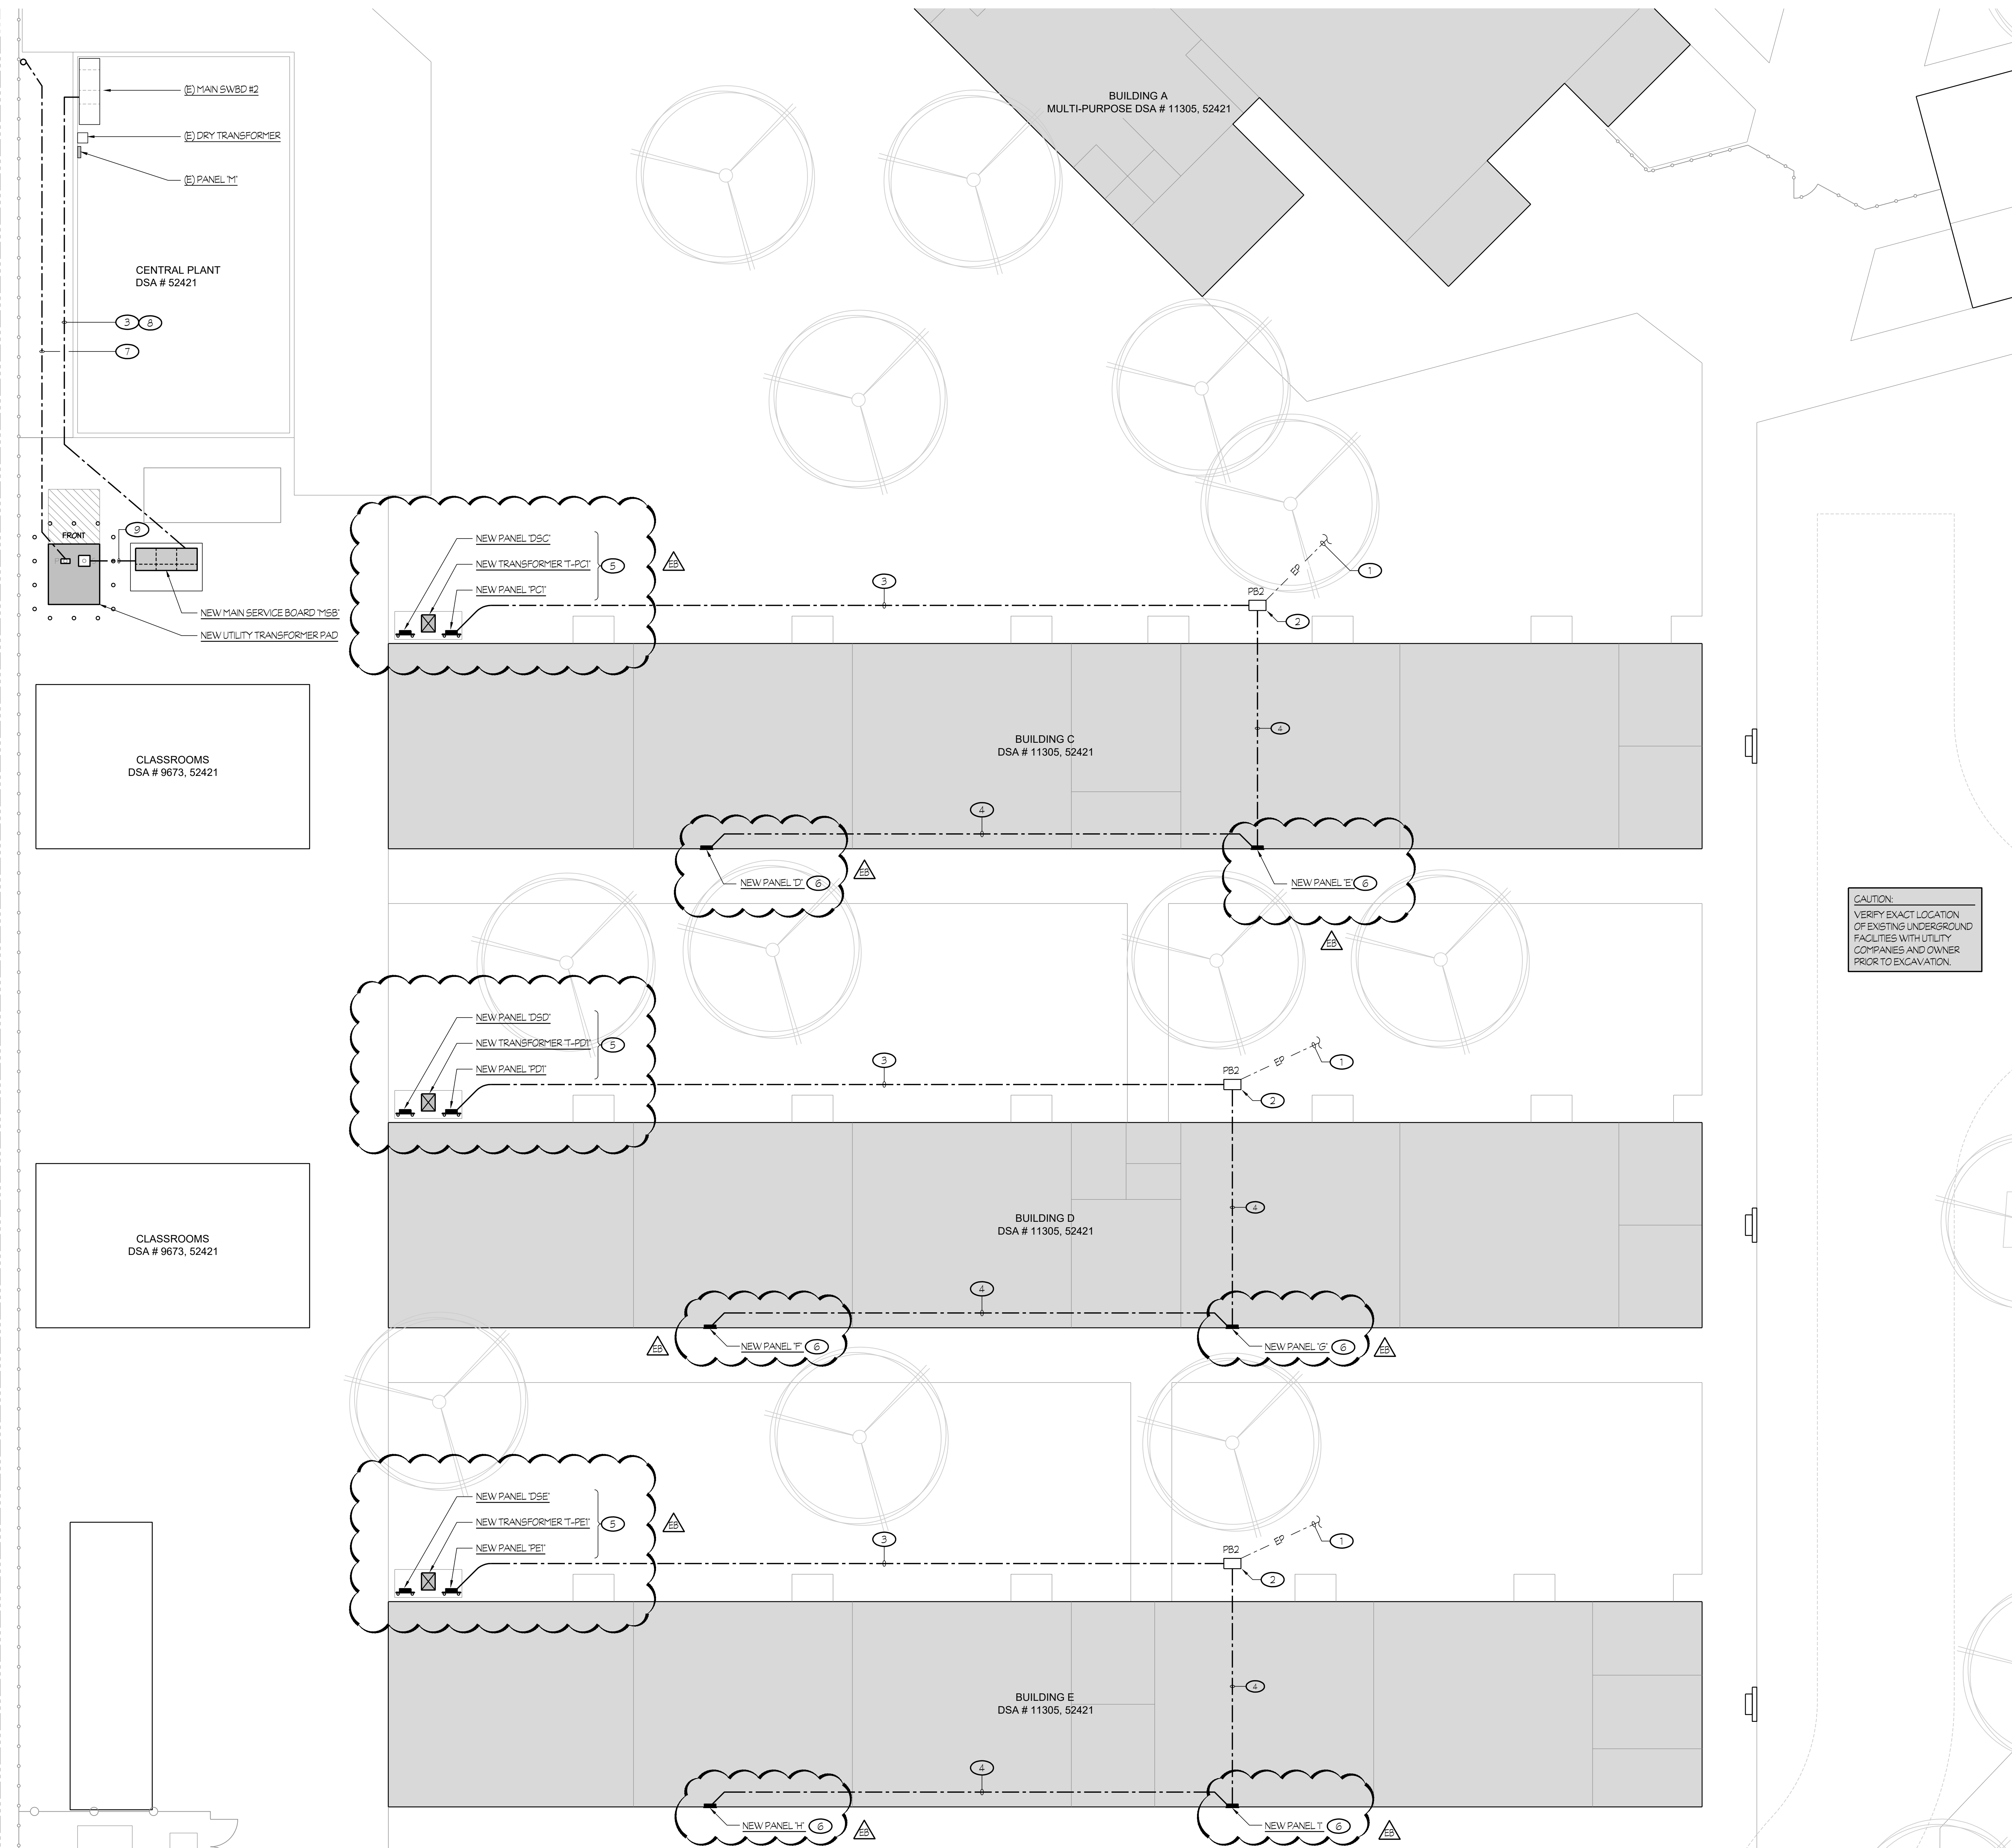 BUILDING A
MULTI-PURPOSE DSA # 11305, 52421
(E) MAIN SWBD #2
(E) DRY TRANSFORMER
(E) PANEL "M"
CENTRAL PLANT
DSA # 52421
3 8
7
9
FRONT
NEW MAIN SERVICE BOARD "MSB"
NEW UTILITY TRANSFORMER PAD
NEW PANEL "DSC"
NEW TRANSFORMER "T-PC1"
NEW PANEL "PC1"
5
EB
3
EP
1
PB2
2
CLASSROOMS
DSA # 9673, 52421
BUILDING C
DSA # 11305, 52421
4
4
NEW PANEL "D" 6
EB
NEW PANEL "E" 6
EB
CAUTION:
VERIFY EXACT LOCATION
OF EXISTING UNDERGROUND
FACILITIES WITH UTILITY
COMPANIES AND OWNER
PRIOR TO EXCAVATION.
NEW PANEL "DSD"
NEW TRANSFORMER "T-PD1"
NEW PANEL "PD1"
5
3
EP
1
PB2
2
CLASSROOMS
DSA # 9673, 52421
BUILDING D
DSA # 11305, 52421
4
4
EB
NEW PANEL "F" 6
NEW PANEL "G" 6
EB
NEW PANEL "DSE"
NEW TRANSFORMER "T-PE1"
NEW PANEL "PE1"
5
EB
3
EP
1
PB2
2
BUILDING E
DSA # 11305, 52421
4
4
NEW PANEL "H" 6
EB
NEW PANEL "I" 6
EB